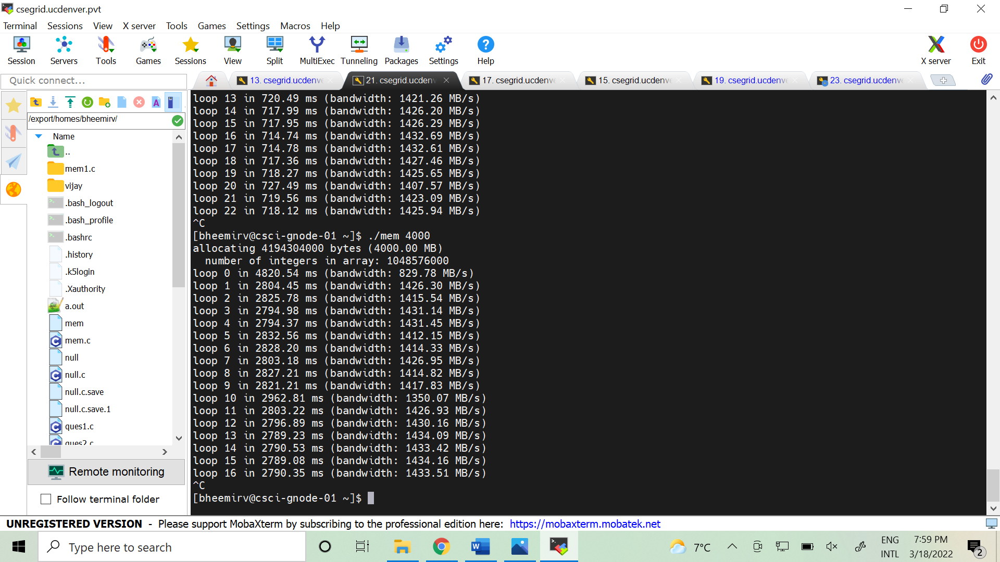 csegrid.ucdenver.pvt
Terminal Sessions View X server Tools Games Settings Macros Help
Session Servers Tools Games Sessions View Split MultiExec Tunneling Packages Settings Help X server Exit
Quick connect...
13. csegrid.ucdenve 21. csegrid.ucden 17. csegrid.ucdenve 15. csegrid.ucdenve 19. csegrid.ucdenve 23. csegrid.ucdenve
/export/homes/bheemirv/
Name
..
mem1.c
vijay
.bash_logout
.bash_profile
.bashrc
.history
.k5login
.Xauthority
a.out
mem
mem.c
null
null.c
null.c.save
null.c.save.1
ques1.c
ques2.c
Remote monitoring
Follow terminal folder
loop 13 in 720.49 ms (bandwidth: 1421.26 MB/s)
loop 14 in 717.99 ms (bandwidth: 1426.20 MB/s)
loop 15 in 717.95 ms (bandwidth: 1426.29 MB/s)
loop 16 in 714.74 ms (bandwidth: 1432.69 MB/s)
loop 17 in 714.78 ms (bandwidth: 1432.61 MB/s)
loop 18 in 717.36 ms (bandwidth: 1427.46 MB/s)
loop 19 in 718.27 ms (bandwidth: 1425.65 MB/s)
loop 20 in 727.49 ms (bandwidth: 1407.57 MB/s)
loop 21 in 719.56 ms (bandwidth: 1423.09 MB/s)
loop 22 in 718.12 ms (bandwidth: 1425.94 MB/s)
^C
[bheemirv@csci-gnode-01 ~]$ ./mem 4000
allocating 4194304000 bytes (4000.00 MB)
number of integers in array: 1048576000
loop 0 in 4820.54 ms (bandwidth: 829.78 MB/s)
loop 1 in 2804.45 ms (bandwidth: 1426.30 MB/s)
loop 2 in 2825.78 ms (bandwidth: 1415.54 MB/s)
loop 3 in 2794.98 ms (bandwidth: 1431.14 MB/s)
loop 4 in 2794.37 ms (bandwidth: 1431.45 MB/s)
loop 5 in 2832.56 ms (bandwidth: 1412.15 MB/s)
loop 6 in 2828.20 ms (bandwidth: 1414.33 MB/s)
loop 7 in 2803.18 ms (bandwidth: 1426.95 MB/s)
loop 8 in 2827.21 ms (bandwidth: 1414.82 MB/s)
loop 9 in 2821.21 ms (bandwidth: 1417.83 MB/s)
loop 10 in 2962.81 ms (bandwidth: 1350.07 MB/s)
loop 11 in 2803.22 ms (bandwidth: 1426.93 MB/s)
loop 12 in 2796.89 ms (bandwidth: 1430.16 MB/s)
loop 13 in 2789.23 ms (bandwidth: 1434.09 MB/s)
loop 14 in 2790.53 ms (bandwidth: 1433.42 MB/s)
loop 15 in 2789.08 ms (bandwidth: 1434.16 MB/s)
loop 16 in 2790.35 ms (bandwidth: 1433.51 MB/s)
^C
[bheemirv@csci-gnode-01 ~]$
UNREGISTERED VERSION - Please support MobaXterm by subscribing to the professional edition here: https://mobaxterm.mobatek.net
Type here to search
7°C
ENG
INTL
7:59 PM
3/18/2022
2